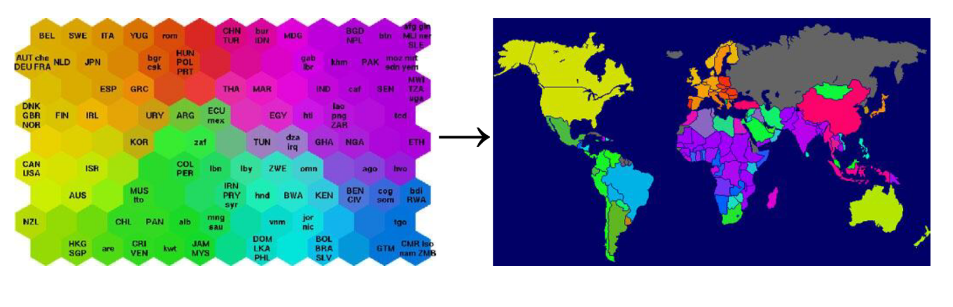 BEL SWE ITA YUG rom CHN bur MDG BGD btn afg gin
TUR IDN NPL MLI ner
SLE
AUT che NLD JPN bgr HUN gab khm PAK moz mrt
DEU FRA csk POL lbr sdn yem
PRT
ESP GRC THA MAR IND caf SEN MWI
TZA
uga
DNK FIN IRL URY ARG ECU EGY hti lao tcd
GBR mex png
NOR ZAR
KOR zaf TUN dza GHA NGA ETH
irq
CAN ISR COL lbn lby ZWE omn ago hvo
USA PER
AUS MUS IRN hnd BWA KEN BEN cog bdi
tto PRY CIV som RWA
syr
NZL CHL PAN alb mng vnm jor tgo
sau nic
HKG are CRI kwt JAM DOM BOL GTM CMR lso
SGP VEN MYS LKA BRA nam ZMB
PHL SLV